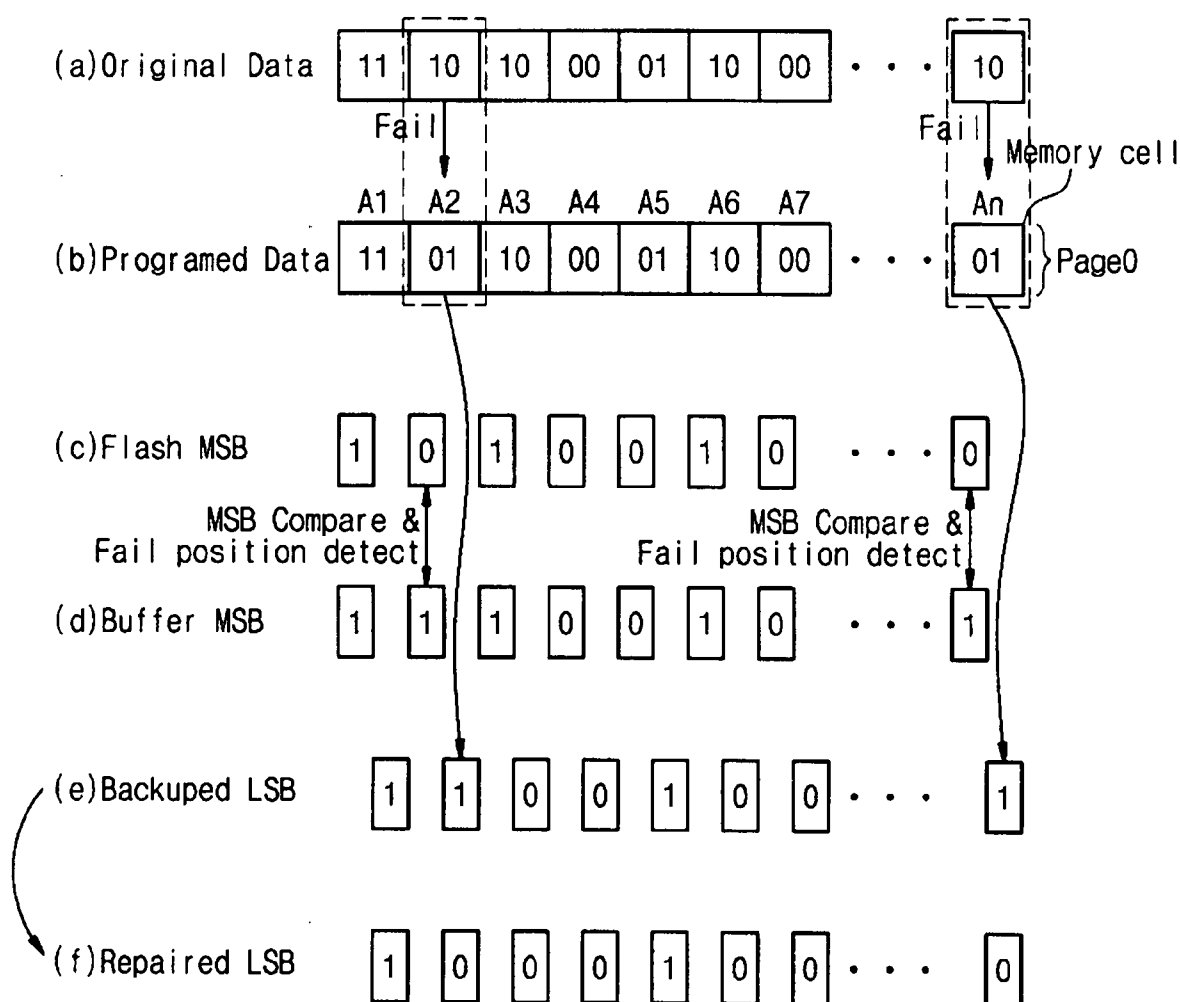 (a)Original Data 11 10 10 00 01 10 00 · · · 10
Fail Fail
Memory cell
A1 A2 A3 A4 A5 A6 A7 An
(b)Programed Data 11 01 10 00 01 10 00 · · · 01 Page0
(c)Flash MSB 1 0 1 0 0 1 0 · · · 0
MSB Compare & MSB Compare &
Fail position detect Fail position detect
(d)Buffer MSB 1 1 1 0 0 1 0 · · · 1
(e)Backuped LSB 1 1 0 0 1 0 0 · · · 1
(f)Repaired LSB 1 0 0 0 1 0 0 · · · 0